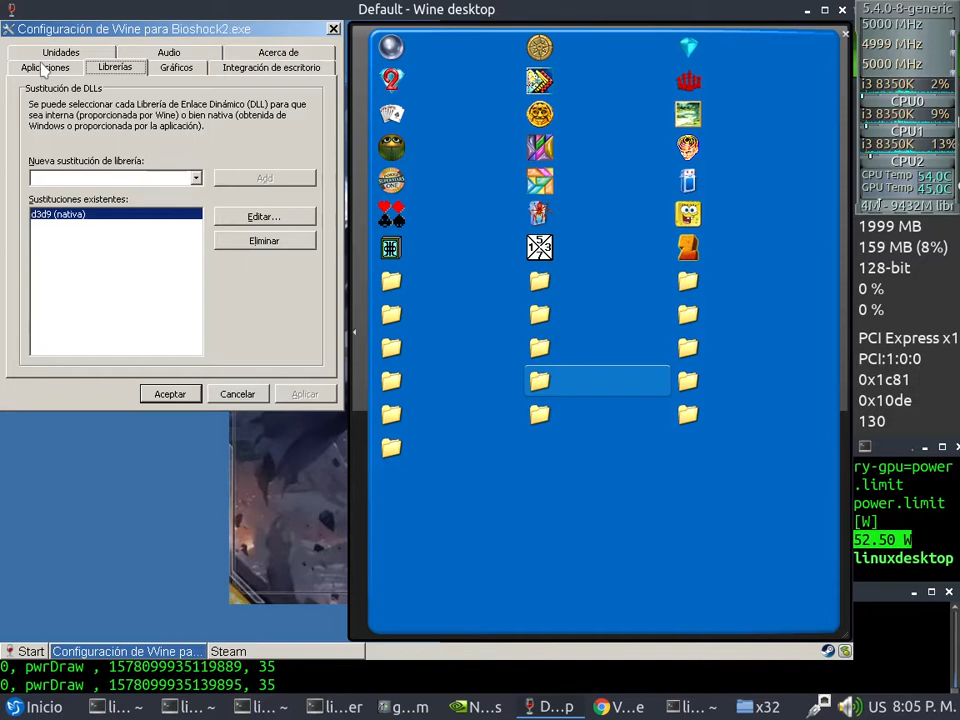 Default - Wine desktop
5.4.0-8-generic
Configuración de Wine para Bioshock2.exe
5000 MHz
4999 MHz
5000 MHz
Unidades
Audio
Acerca de
Librerías
Gráficos
Integración de escritorio
i3 8350K 2%
CPU0
i3 8350K 9%
CPU1
i3 8350K 13%
CPU2
CPU Temp 54,0C
GPU Temp 45,0C
Sustitución de DLLs
Se puede seleccionar cada Librería de Enlace Dinámico (DLL) para que
sea interna (proporcionada por Wine) o bien nativa (obtenida de
Windows o proporcionada por la aplicación).
Nueva sustitución de librería:
Add
Sustituciones existentes:
d3d9 (nativa)
Editar...
Eliminar
Aceptar
Cancelar
Aplicar
1999 MB
159 MB (8%)
128-bit
0 %
0 %
PCI Express x1
PCI:1:0:0
0x1c81
0x10de
130
ry-gpu=power
.limit
power.limit
[W]
52.50 W
linuxdesktop
Start
Configuración de Wine pa...
Steam
0, pwrDraw , 1578099935119889, 35
0, pwrDraw , 1578099935139895, 35
Inicio
li... ~
li... ~
li... ~
li...er
g....m
N...s
D...p
V...e
li... ~
x32
US
8:05 P. M.